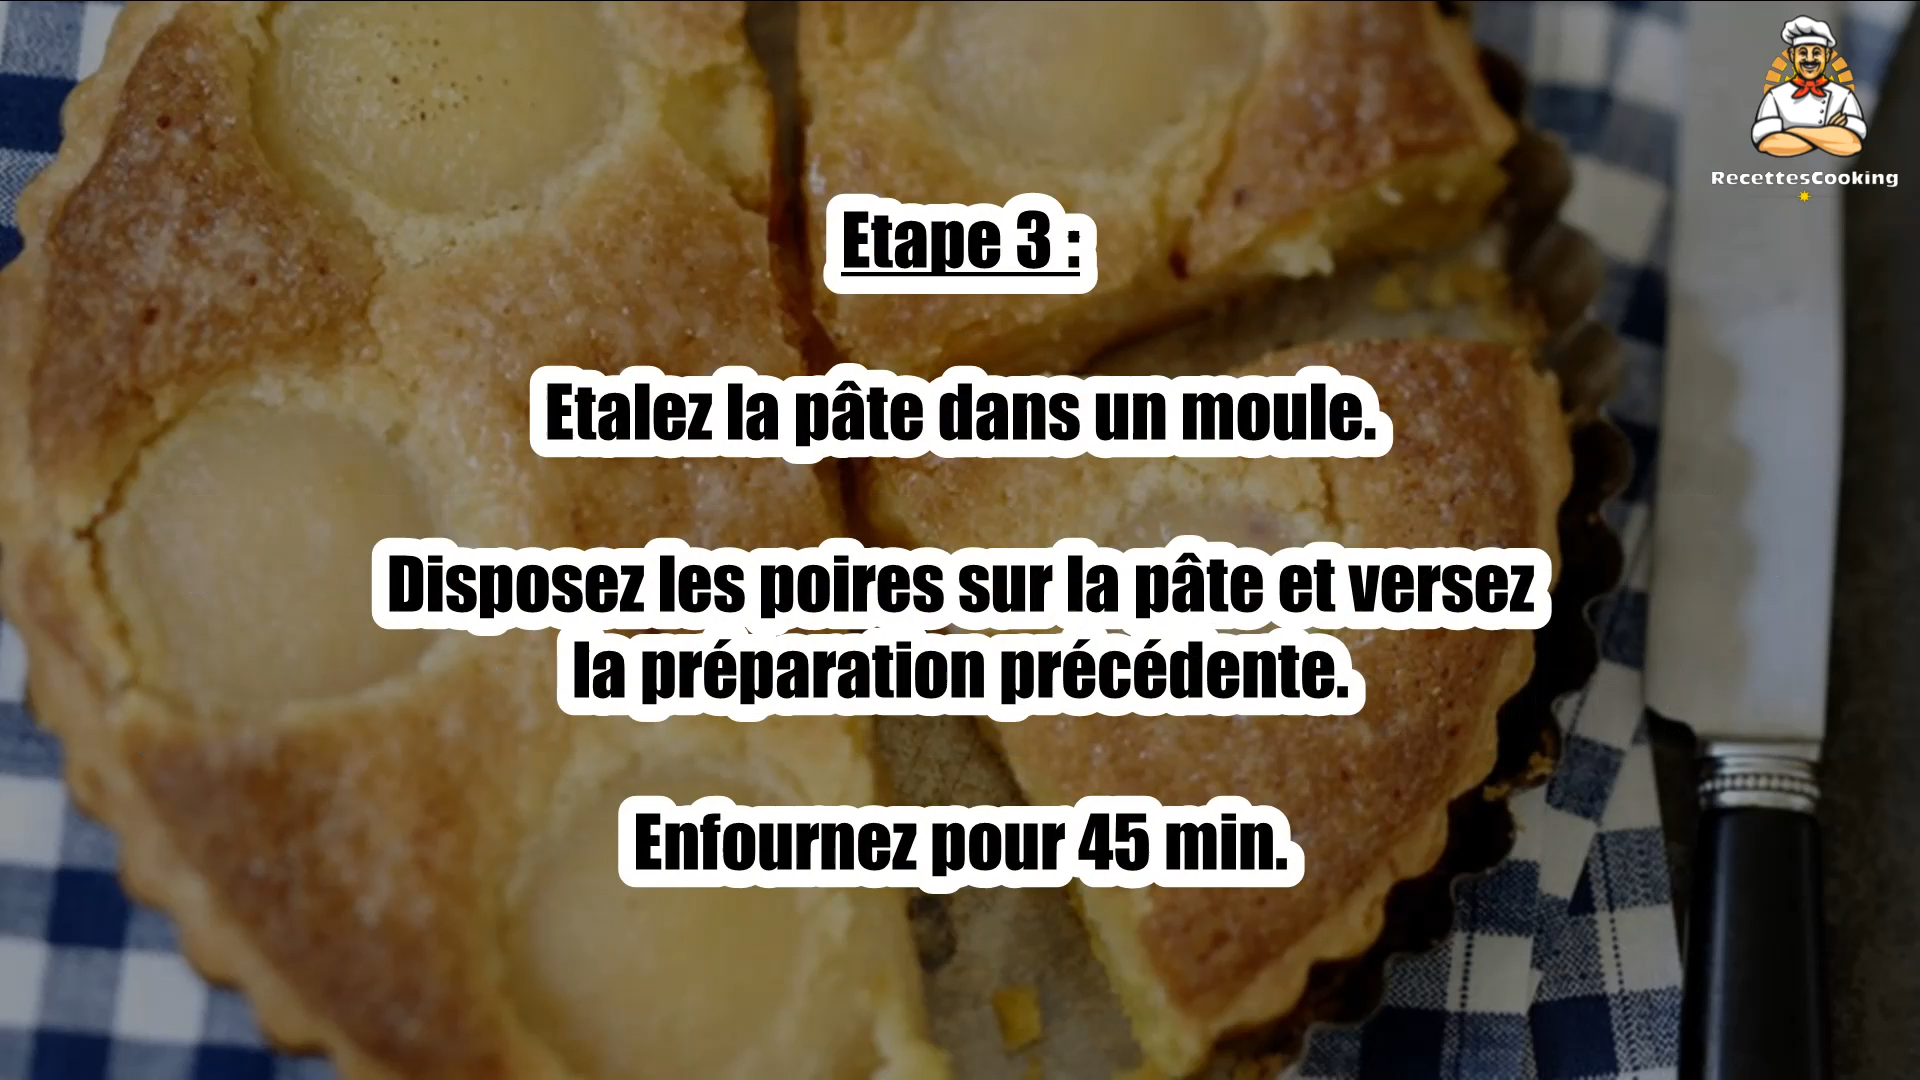 RecettesCooking
Etape 3 :
Etalez la pâte dans un moule.
Disposez les poires sur la pâte et versez
la préparation précédente.
Enfournez pour 45 min.